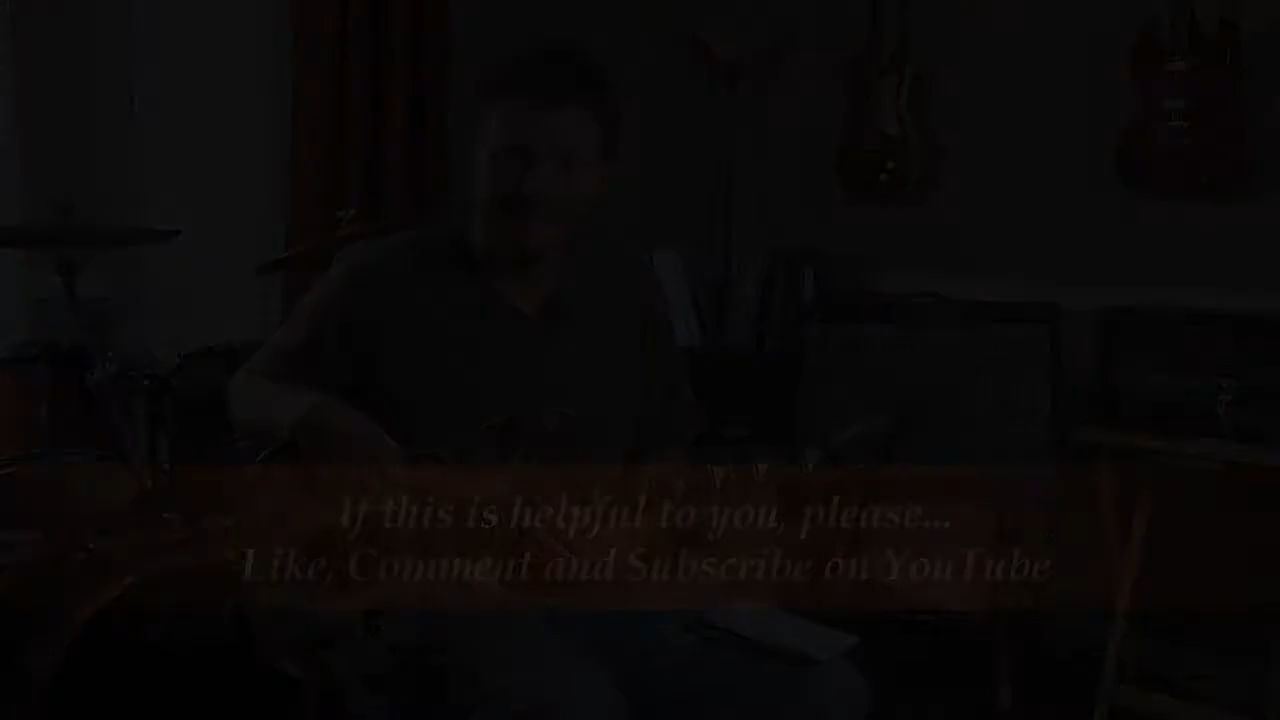 If this is helpful to you, please...
Like, Comment and Subscribe on YouTube